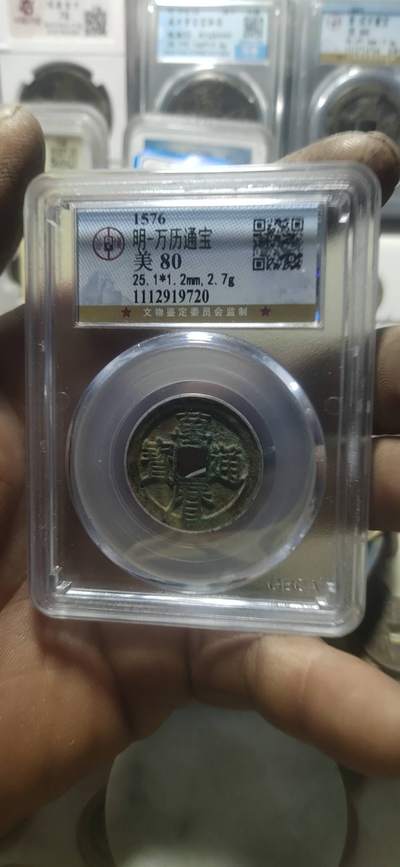 1576
明-万历通宝
美 80
25.1*1.2mm,2.7g
1112919720
★ 文物鉴定委员会监制 ★
萬
寶 通
曆